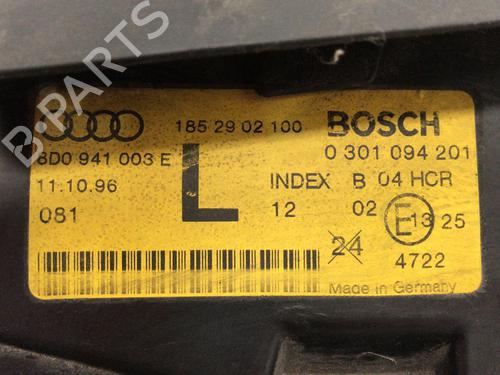 185 29 02 100 BOSCH
8D0 941 003 E 0 301 094 201
11.10.96 L INDEX B 04 HCR
081 12 02 E 13 25
24 4722
Made in Germany
B-PARTS